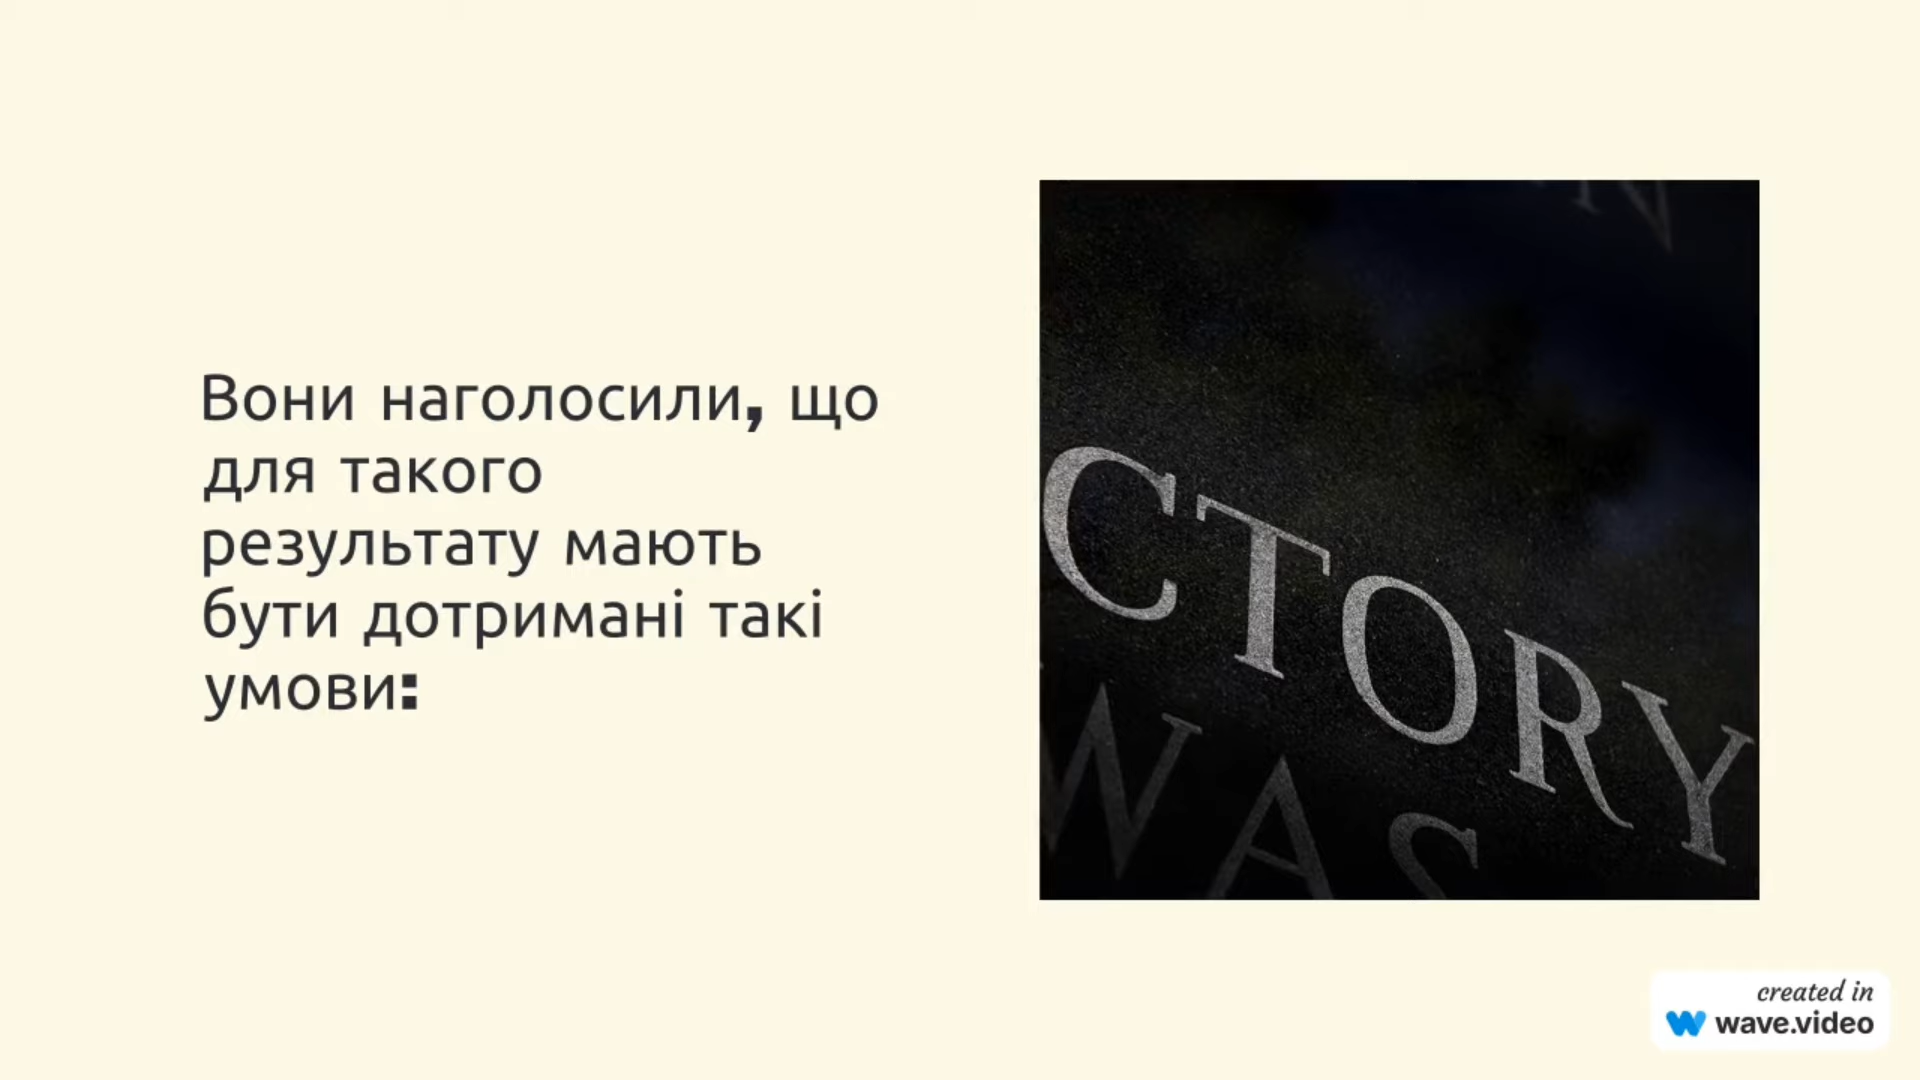 Вони наголосили, що
для такого
результату мають
бути дотримані такі
умови:
CTORY
WAS
created in
wave.video